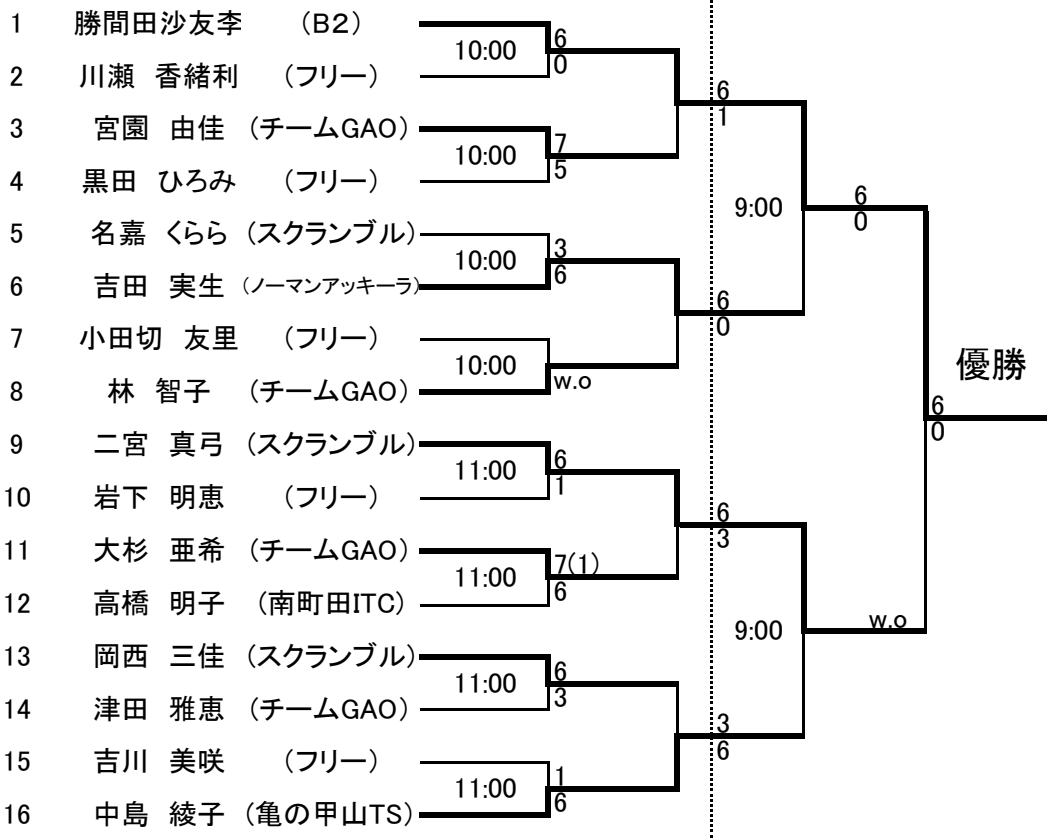 1 勝間田沙友李 (B2)
10:00 6
0
2 川瀬 香緒利 (フリー)
6
1
3 宮園 由佳 (チームGAO)
10:00 7
5
4 黒田 ひろみ (フリー)
9:00 6
0
5 名嘉 くらら (スクランブル)
10:00 3
6
6 吉田 実生 (ノーマンアッキーラ)
6
0
7 小田切 友里 (フリー)
10:00
w.o
8 林 智子 (チームGAO)
優勝
6
0
9 二宮 真弓 (スクランブル)
11:00 6
1
10 岩下 明恵 (フリー)
6
3
11 大杉 亜希 (チームGAO)
11:00 7(1)
6
12 高橋 明子 (南町田ITC)
9:00 w.o
13 岡西 三佳 (スクランブル)
11:00 6
3
14 津田 雅恵 (チームGAO)
3
6
15 吉川 美咲 (フリー)
11:00 1
6
16 中島 綾子 (亀の甲山TS)